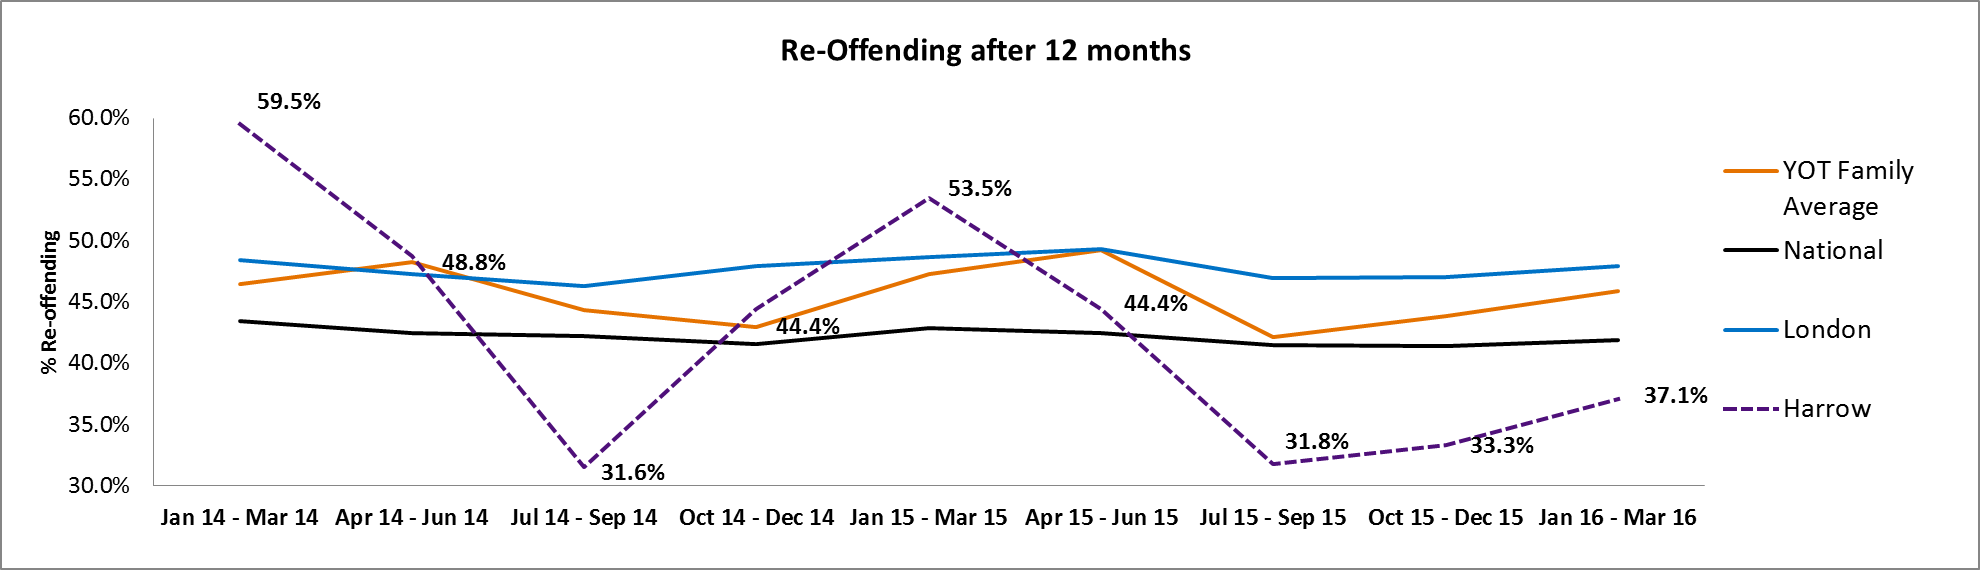 Re-Offending after 12 months
% Re-offending
60.0%
55.0%
50.0%
45.0%
40.0%
35.0%
30.0%
59.5%
48.8%
31.6%
44.4%
53.5%
44.4%
31.8%
33.3%
37.1%
Jan 14 - Mar 14 Apr 14 - Jun 14 Jul 14 - Sep 14 Oct 14 - Dec 14 Jan 15 - Mar 15 Apr 15 - Jun 15 Jul 15 - Sep 15 Oct 15 - Dec 15 Jan 16 - Mar 16
YOT Family
Average
National
London
Harrow